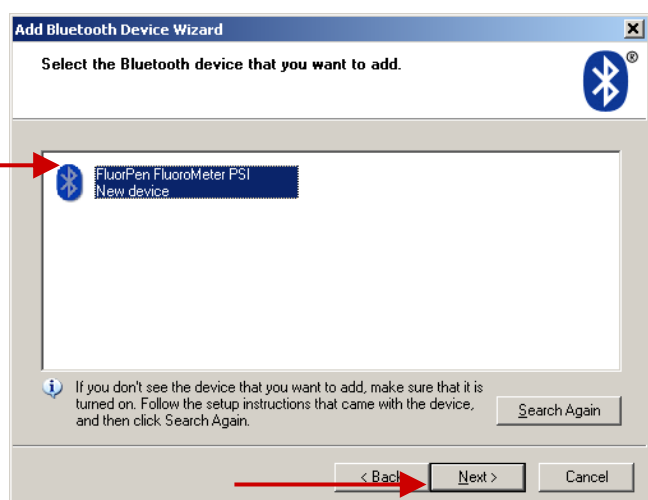 Add Bluetooth Device Wizard
Select the Bluetooth device that you want to add.
®
FluorPen FluoroMeter PSI
New device
If you don't see the device that you want to add, make sure that it is
turned on. Follow the setup instructions that came with the device,
and then click Search Again.
Search Again
< Back
Next >
Cancel